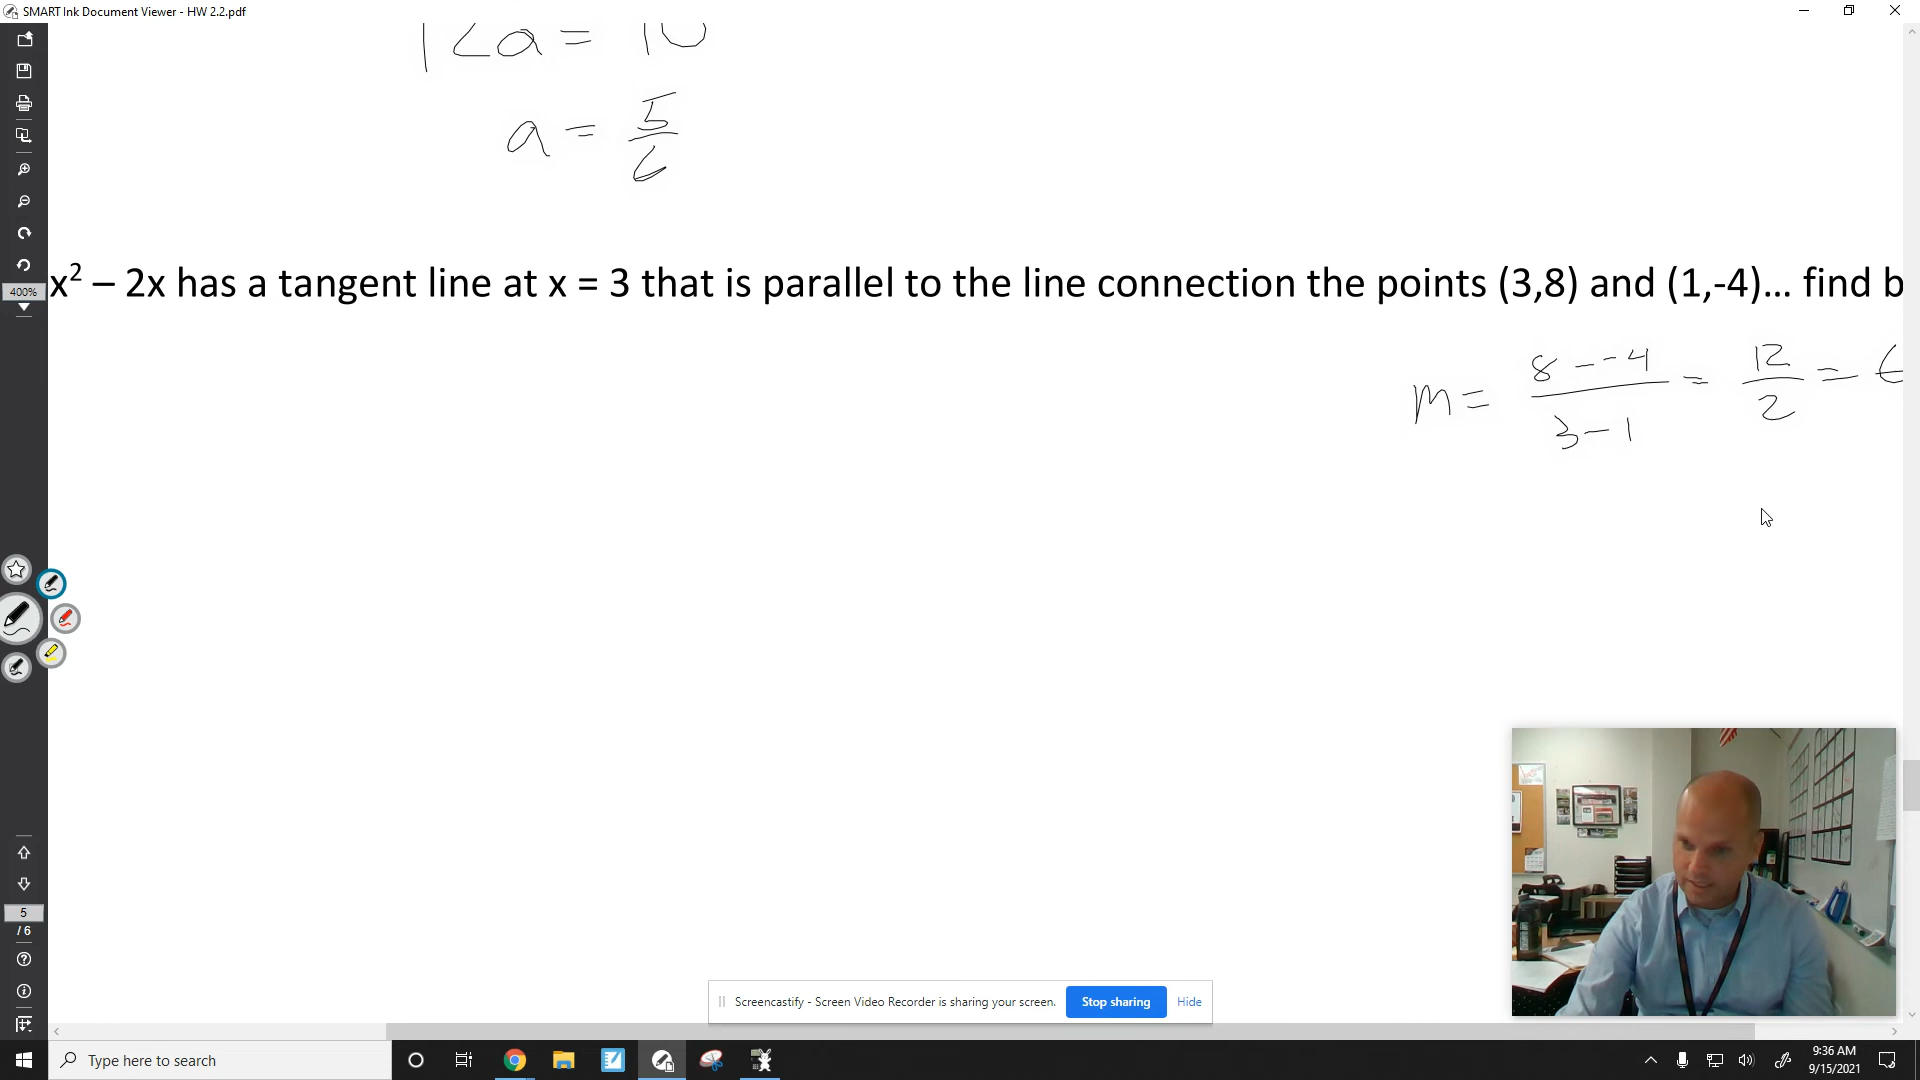 SMART Ink Document Viewer - HW 2.2.pdf
12a = 10
a = 5/6
x² – 2x has a tangent line at x = 3 that is parallel to the line connection the points (3,8) and (1,-4)… find b
m = 8 - -4 / 3 - 1 = 12/2 = 6
400%
5
/ 6
Screencastify - Screen Video Recorder is sharing your screen.
Stop sharing
Hide
Type here to search
9:36 AM
9/15/2021